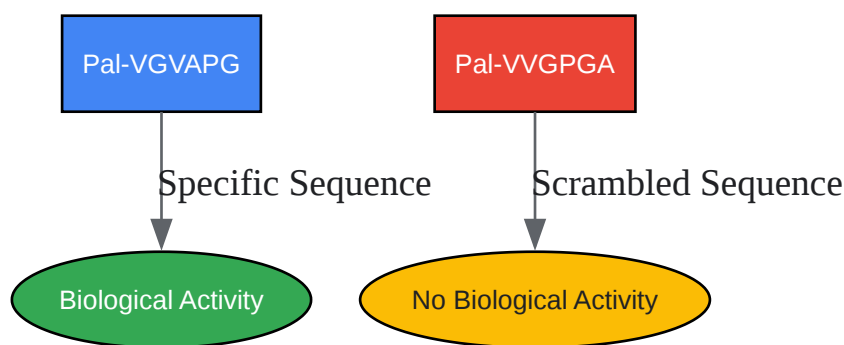 Pal-VGVAPG
Pal-VVGPGA
Specific Sequence
Scrambled Sequence
Biological Activity
No Biological Activity